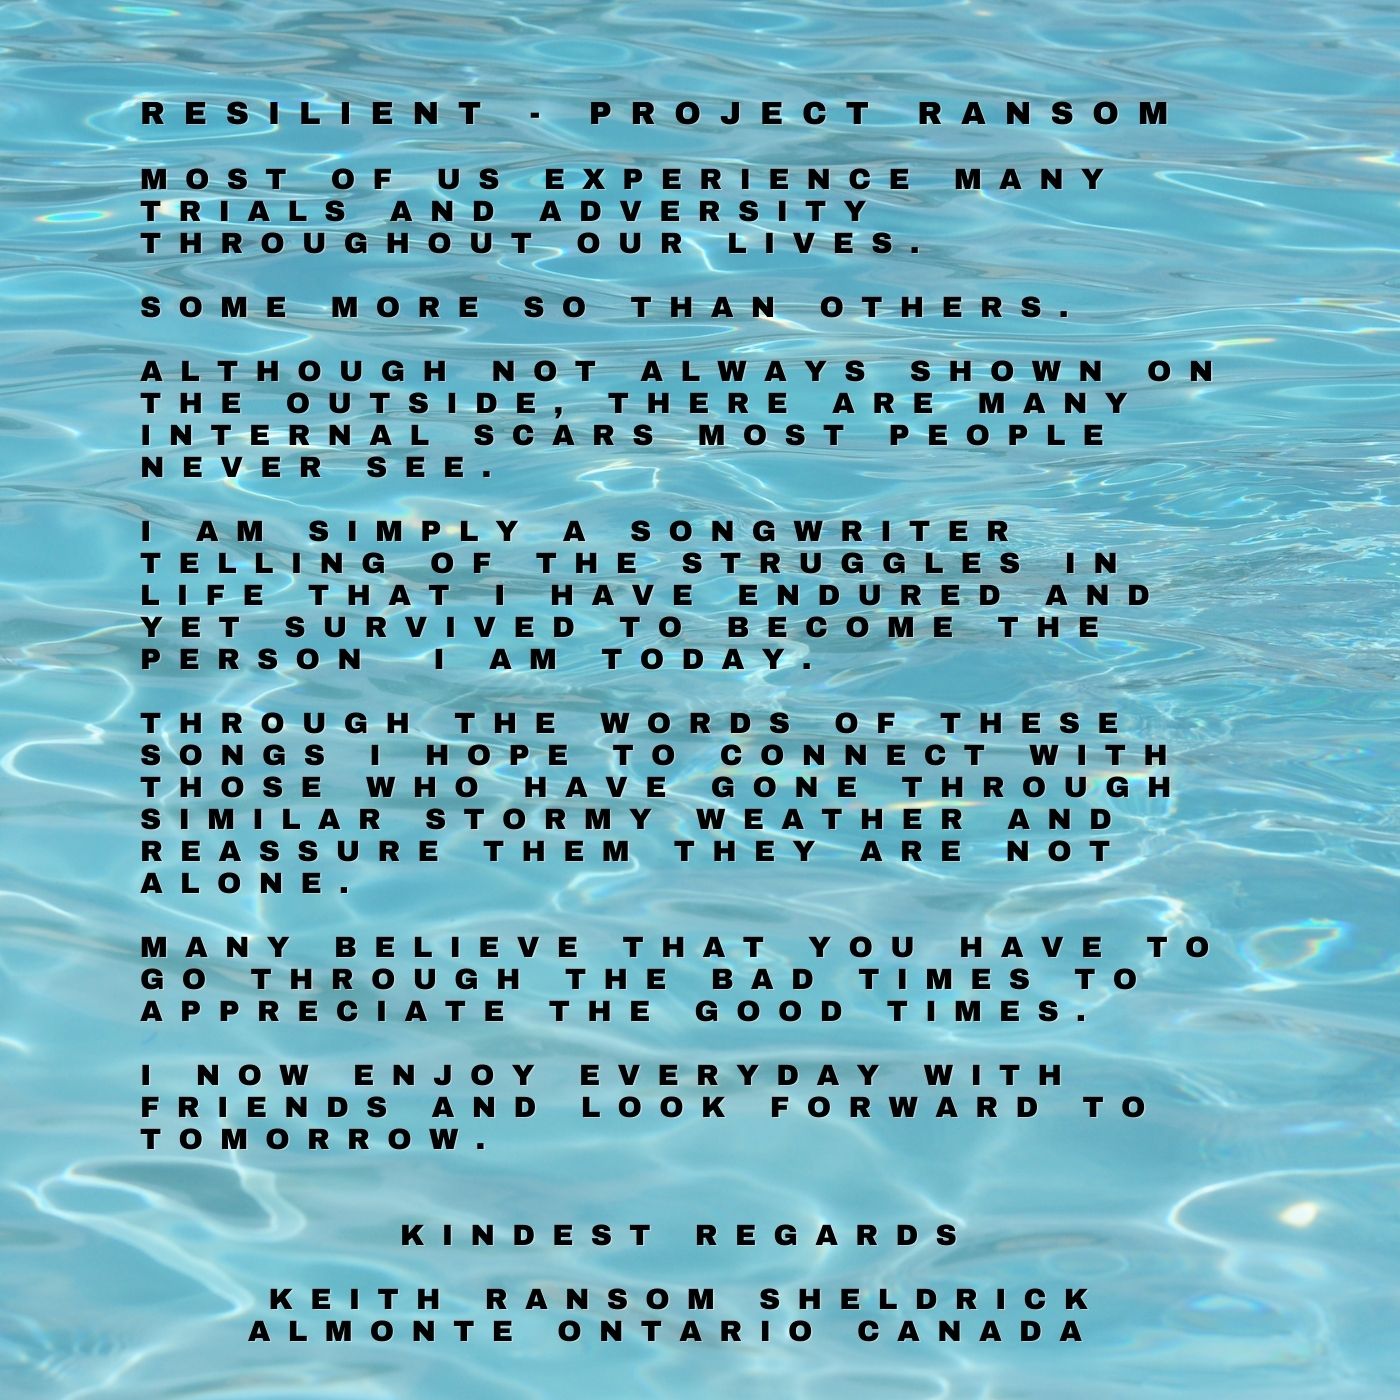 RESILIENT - PROJECT RANSOM
MOST OF US EXPERIENCE MANY
TRIALS AND ADVERSITY
THROUGHOUT OUR LIVES.
SOME MORE SO THAN OTHERS.
ALTHOUGH NOT ALWAYS SHOWN ON
THE OUTSIDE, THERE ARE MANY
INTERNAL SCARS MOST PEOPLE
NEVER SEE.
I AM SIMPLY A SONGWRITER
TELLING OF THE STRUGGLES IN
LIFE THAT I HAVE ENDURED AND
YET SURVIVED TO BECOME THE
PERSON I AM TODAY.
THROUGH THE WORDS OF THESE
SONGS I HOPE TO CONNECT WITH
THOSE WHO HAVE GONE THROUGH
SIMILAR STORMY WEATHER AND
REASSURE THEM THEY ARE NOT
ALONE.
MANY BELIEVE THAT YOU HAVE TO
GO THROUGH THE BAD TIMES TO
APPRECIATE THE GOOD TIMES.
I NOW ENJOY EVERYDAY WITH
FRIENDS AND LOOK FORWARD TO
TOMORROW.
KINDEST REGARDS
KEITH RANSOM SHELDRICK
ALMONTE ONTARIO CANADA